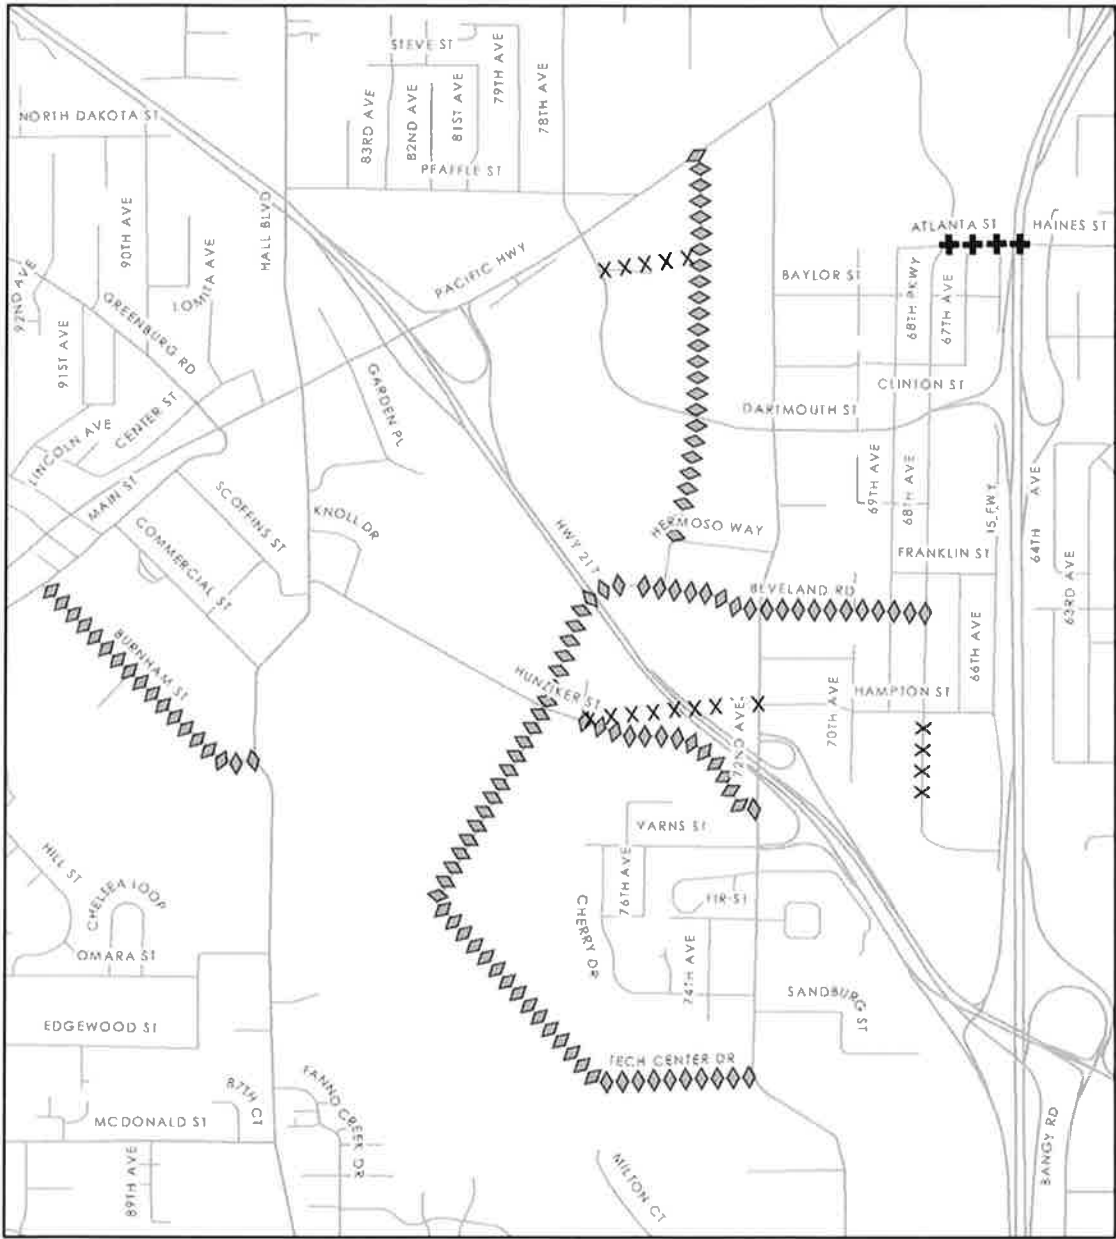 STEVE ST
79TH AVE
78TH AVE
NORTH DAKOTA ST
83RD AVE
82ND AVE
81ST AVE
PFAFFLE ST
HALL BLVD
90TH AVE
LOMITA AVE
92ND AVE
GREENBURG RD
91ST AVE
PACIFIC HWY
ATLANTA ST
HAINES ST
BAYLOR ST
68TH PKWY
67TH AVE
CLINTON ST
DARTMOUTH ST
GARDEN PL
CENTER ST
LINCOLN AVE
MAIN ST
SCOFFINS ST
KNOLL DR
COMMERCIAL ST
HWY 217
HERMOSO WAY
69TH AVE
68TH AVE
I5 FWY
64TH AVE
FRANKLIN ST
BEVELAND RD
63RD AVE
66TH AVE
BURNHAM ST
HUNZIKER ST
HAMPTON ST
72ND AVE
70TH AVE
VARNS ST
76TH AVE
FIR ST
CHERRY DR
74TH AVE
SANDBURG ST
HILL ST
CHELSEA LOOP
OMARA ST
EDGEWOOD ST
TECH CENTER DR
87TH CT
FANNO CREEK DR
MCDONALD ST
89TH AVE
MILTON CT
BANGY RD